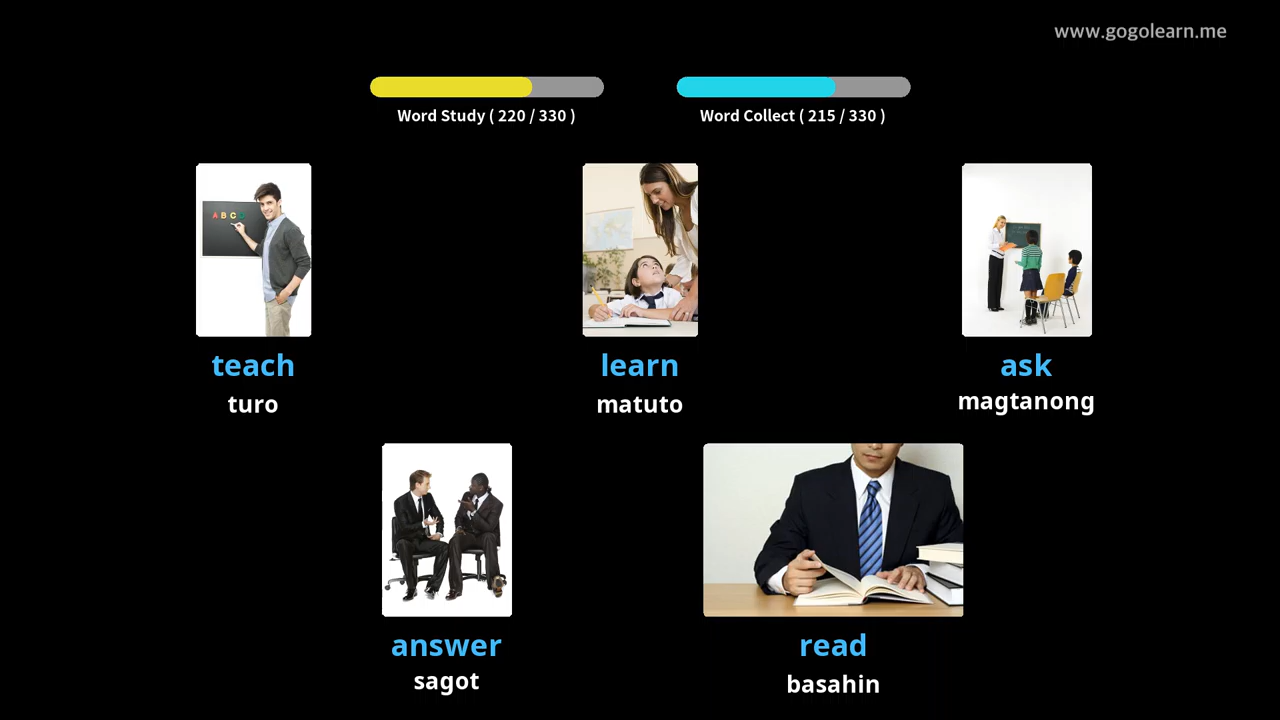 www.gogolearn.me
Word Study ( 220 / 330 )
Word Collect ( 215 / 330 )
A B C D
teach
turo
learn
matuto
ask
magtanong
answer
sagot
read
basahin